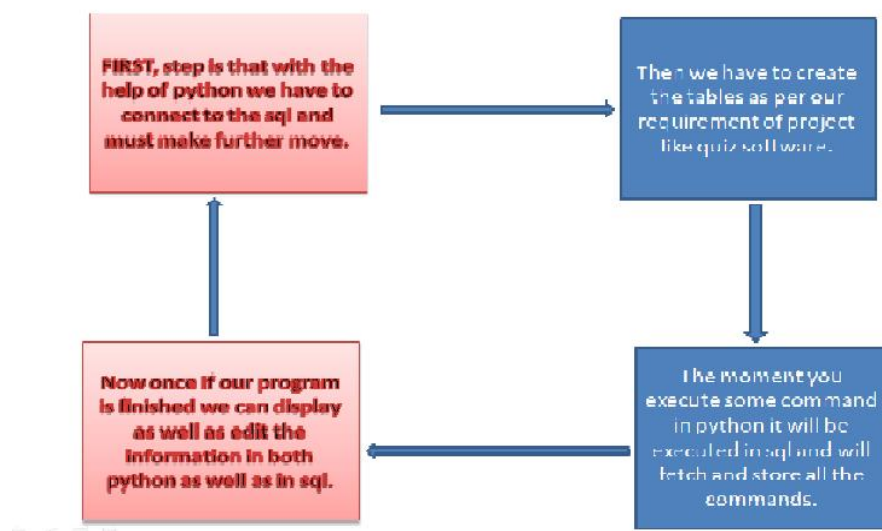 FIRST, step is that with the
help of python we have to
connect to the sql and
must make further move.
Then we have to create
the tables as per our
requirement of project
like quiz software.
The moment you
execute some command
in python it will be
executed in sql and will
fetch and store all the
commands.
Now once if our program
is finished we can display
as well as edit the
information in both
python as well as in sql.